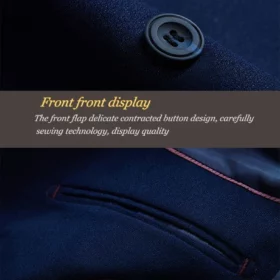 Front front display
The front flap delicate contracted button design, carefully
sewing technology, display quality